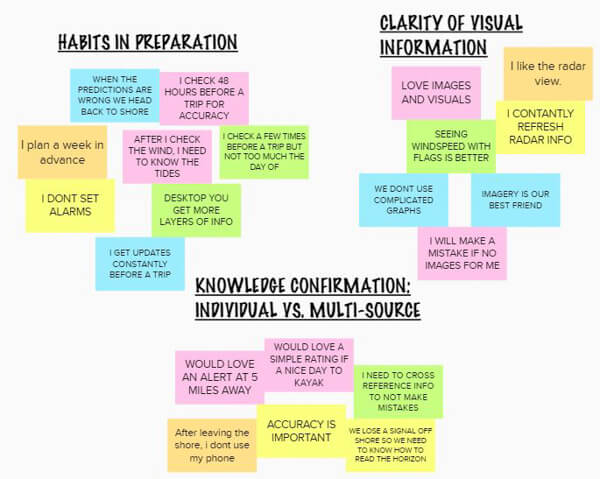 HABITS IN PREPARATION
WHEN THE
PREDICTIONS ARE
WRONG WE HEAD
BACK TO SHORE
I CHECK 48
HOURS BEFORE A
TRIP FOR
ACCURACY
I plan a week in
advance
AFTER I CHECK
THE WIND, I NEED
TO KNOW THE
TIDES
I CHECK A FEW TIMES
BEFORE A TRIP BUT
NOT TOO MUCH THE
DAY OF
I DONT SET
ALARMS
DESKTOP YOU
GET MORE
LAYERS OF INFO
I GET UPDATES
CONSTANTLY
BEFORE A TRIP
CLARITY OF VISUAL
INFORMATION
LOVE IMAGES
AND VISUALS
I like the radar
view.
I CONTANTLY
REFRESH
RADAR INFO
SEEING
WINDSPEED WITH
FLAGS IS BETTER
WE DONT USE
COMPLICATED
GRAPHS
IMAGERY IS OUR
BEST FRIEND
I WILL MAKE A
MISTAKE IF NO
IMAGES FOR ME
KNOWLEDGE CONFIRMATION:
INDIVIDUAL VS. MULTI-SOURCE
WOULD LOVE
AN ALERT AT 5
MILES AWAY
WOULD LOVE A
SIMPLE RATING IF
A NICE DAY TO
KAYAK
I NEED TO CROSS
REFERENCE INFO
TO NOT MAKE
MISTAKES
After leaving the
shore, i dont use
my phone
ACCURACY IS
IMPORTANT
WE LOSE A SIGNAL OFF
SHORE SO WE NEED
TO KNOW HOW TO
READ THE HORIZON